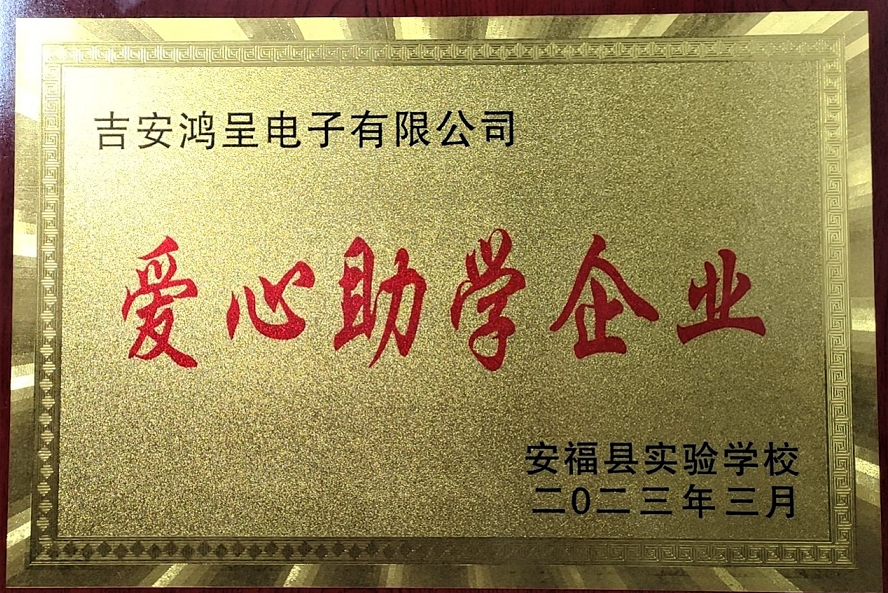 吉安鸿呈电子有限公司
爱心助学企业
安福县实验学校
二0二三年三月